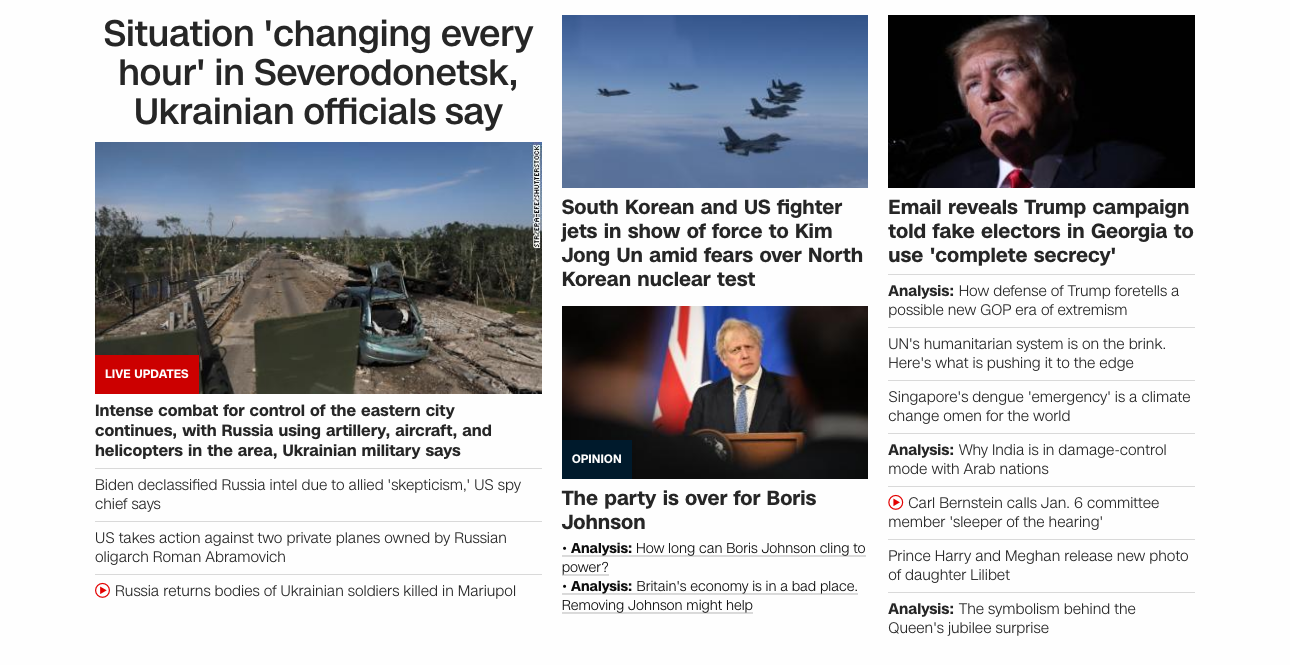 Situation 'changing every
hour' in Severodonetsk,
Ukrainian officials say
STR/EPA-EFE/SHUTTERSTOCK
LIVE UPDATES
Intense combat for control of the eastern city
continues, with Russia using artillery, aircraft, and
helicopters in the area, Ukrainian military says
Biden declassified Russia intel due to allied 'skepticism,' US spy
chief says
US takes action against two private planes owned by Russian
oligarch Roman Abramovich
Russia returns bodies of Ukrainian soldiers killed in Mariupol
South Korean and US fighter
jets in show of force to Kim
Jong Un amid fears over North
Korean nuclear test
OPINION
The party is over for Boris
Johnson
• Analysis: How long can Boris Johnson cling to
power?
• Analysis: Britain's economy is in a bad place.
Removing Johnson might help
Email reveals Trump campaign
told fake electors in Georgia to
use 'complete secrecy'
Analysis: How defense of Trump foretells a
possible new GOP era of extremism
UN's humanitarian system is on the brink.
Here's what is pushing it to the edge
Singapore's dengue 'emergency' is a climate
change omen for the world
Analysis: Why India is in damage-control
mode with Arab nations
Carl Bernstein calls Jan. 6 committee
member 'sleeper of the hearing'
Prince Harry and Meghan release new photo
of daughter Lilibet
Analysis: The symbolism behind the
Queen's jubilee surprise